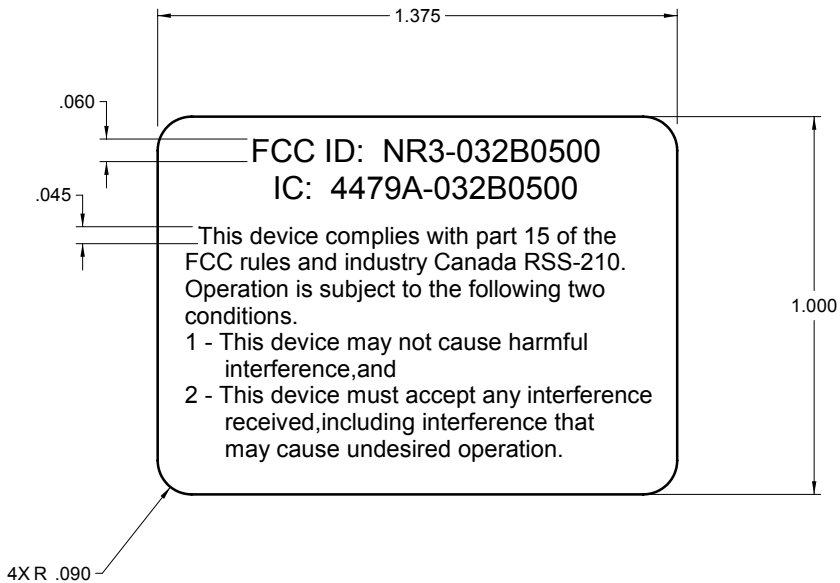 1.375
.060
FCC ID: NR3-032B0500
IC: 4479A-032B0500
.045
This device complies with part 15 of the
FCC rules and industry Canada RSS-210.
Operation is subject to the following two
conditions.
1.000
1 - This device may not cause harmful
interference,and
2 - This device must accept any interference
received,including interference that
may cause undesired operation.
4X R .090